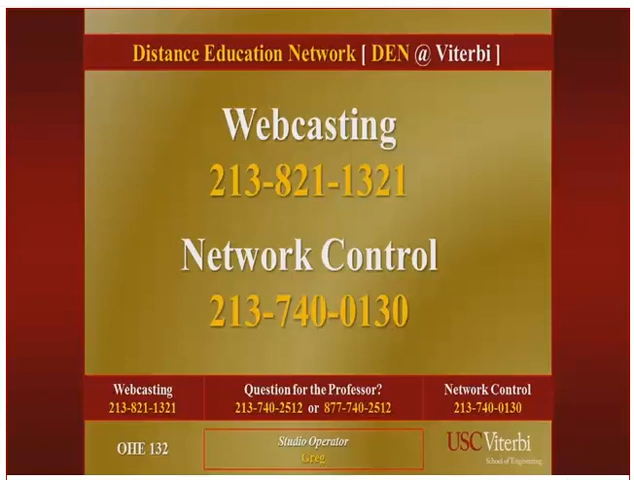 Distance Education Network [ DEN @ Viterbi ]
Webcasting
213-821-1321
Network Control
213-740-0130
Webcasting
213-821-1321
Question for the Professor?
213-740-2512 or 877-740-2512
Network Control
213-740-0130
OHE 132
Studio Operator
Greg
USC Viterbi
School of Engineering